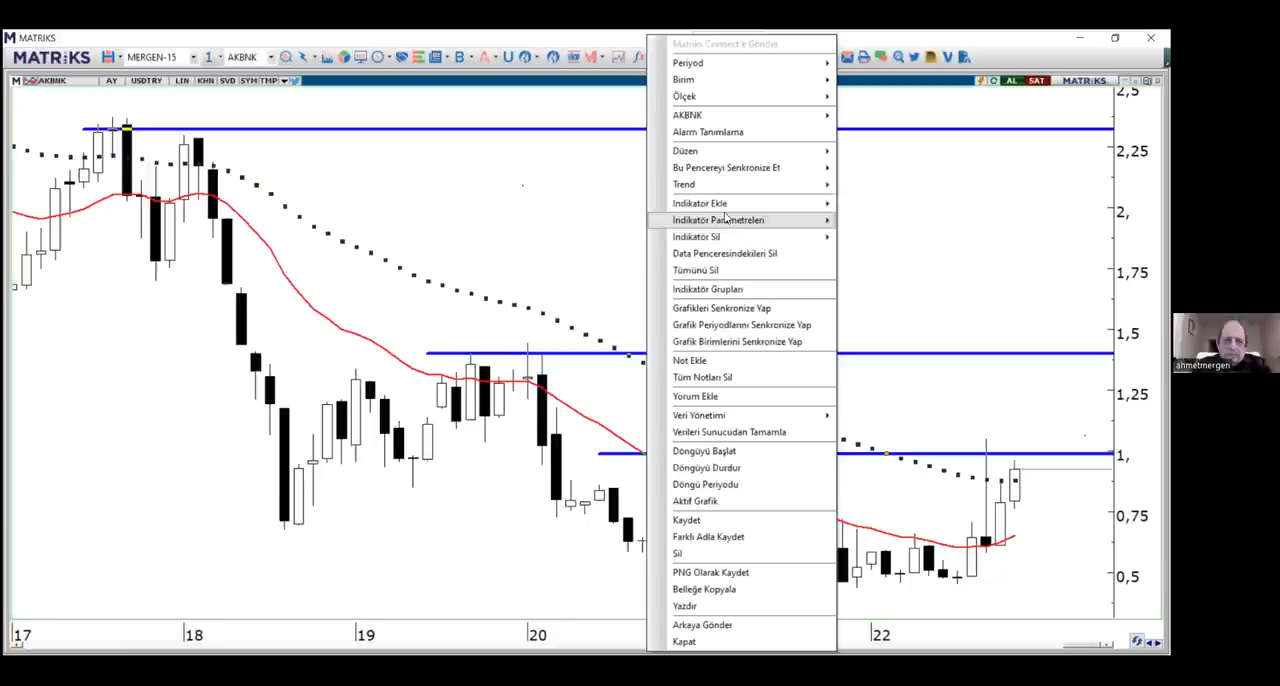 MATRIKS
MATRIKS MERGEN-15 1 AKBNK
AKBNK AY USDTRY LIN KHN SVD SYM TMP C AL SAT MATRIKS
Matriks Connect'e Gönder
Periyod
Birim
Ölçek
AKBNK
Alarm Tanımlama
Düzen
Bu Pencereyi Senkronize Et
Trend
Indikator Ekle
Indikatör Parametreleri
Indikatör Sil
Data Penceresindekileri Sil
Tümünü Sil
Indikatör Grupları
Grafikleri Senkronize Yap
Grafik Periyodlarını Senkronize Yap
Grafik Birimlerini Senkronize Yap
Not Ekle
Tüm Notları Sil
Yorum Ekle
Veri Yönetimi
Verileri Sunucudan Tamamla
Döngüyü Başlat
Döngüyü Durdur
Döngü Periyodu
Aktif Grafik
Kaydet
Farklı Adla Kaydet
Sil
PNG Olarak Kaydet
Belleğe Kopyala
Yazdır
Arkaya Gönder
Kapat
2,5
2,25
2,
1,75
1,5
1,25
1,
0,75
0,5
17 18 19 20 22
ahmetmergen